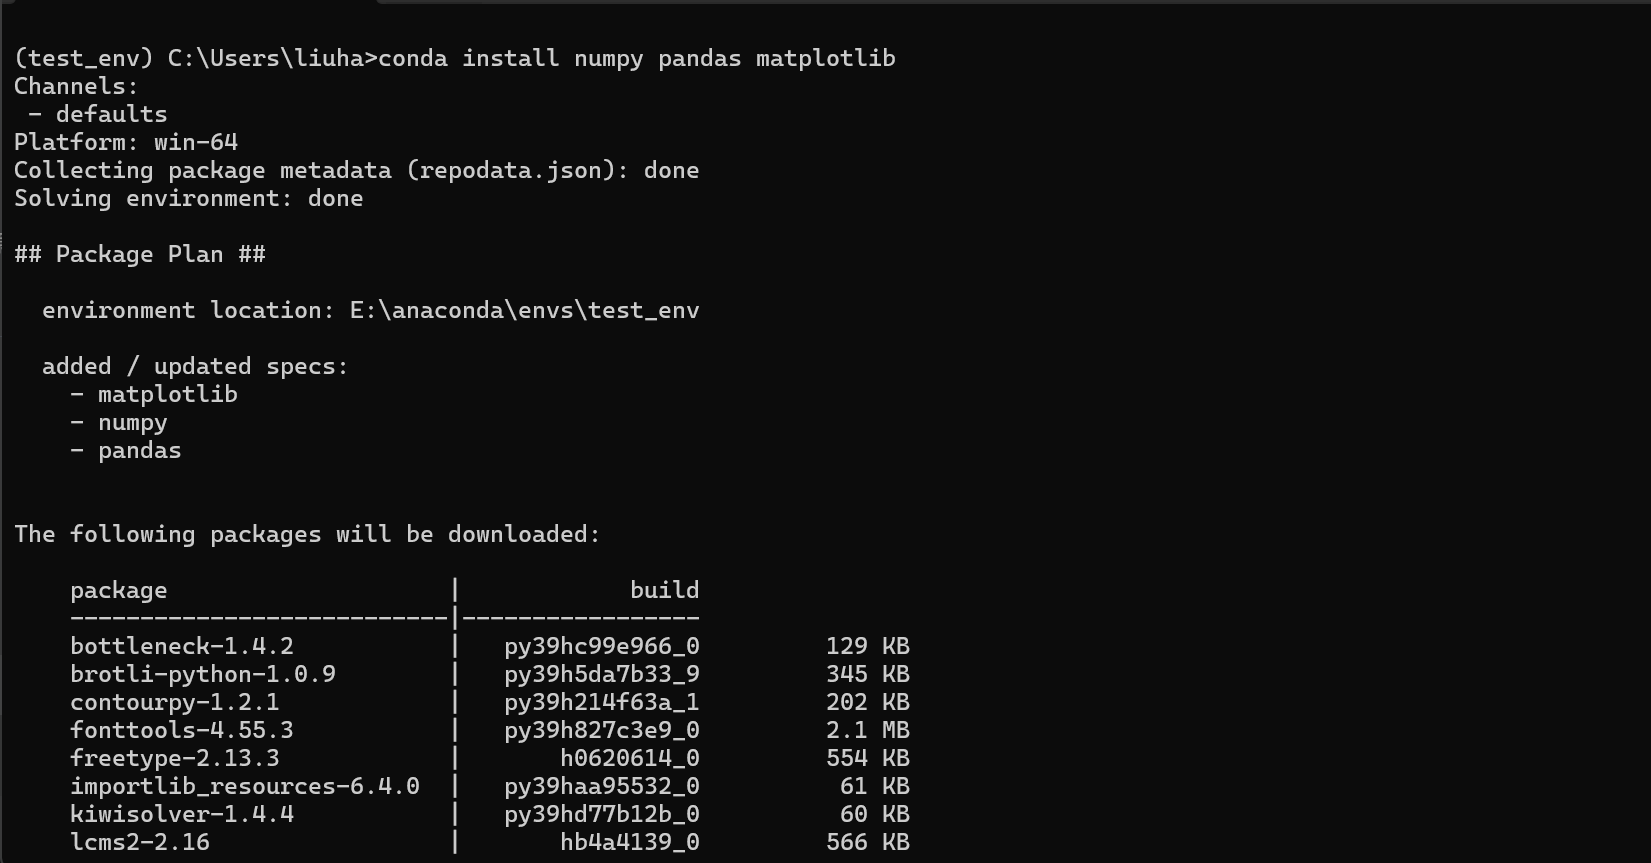 (test_env) C:\Users\liuha>conda install numpy pandas matplotlib
Channels:
 - defaults
Platform: win-64
Collecting package metadata (repodata.json): done
Solving environment: done

## Package Plan ##

  environment location: E:\anaconda\envs\test_env

  added / updated specs:
    - matplotlib
    - numpy
    - pandas


The following packages will be downloaded:

    package                    |            build
    ---------------------------|-----------------
    bottleneck-1.4.2           |   py39hc99e966_0         129 KB
    brotli-python-1.0.9        |   py39h5da7b33_9         345 KB
    contourpy-1.2.1            |   py39h214f63a_1         202 KB
    fonttools-4.55.3           |   py39h827c3e9_0         2.1 MB
    freetype-2.13.3            |       h0620614_0         554 KB
    importlib_resources-6.4.0  |   py39haa95532_0          61 KB
    kiwisolver-1.4.4           |   py39hd77b12b_0          60 KB
    lcms2-2.16                 |       hb4a4139_0         566 KB